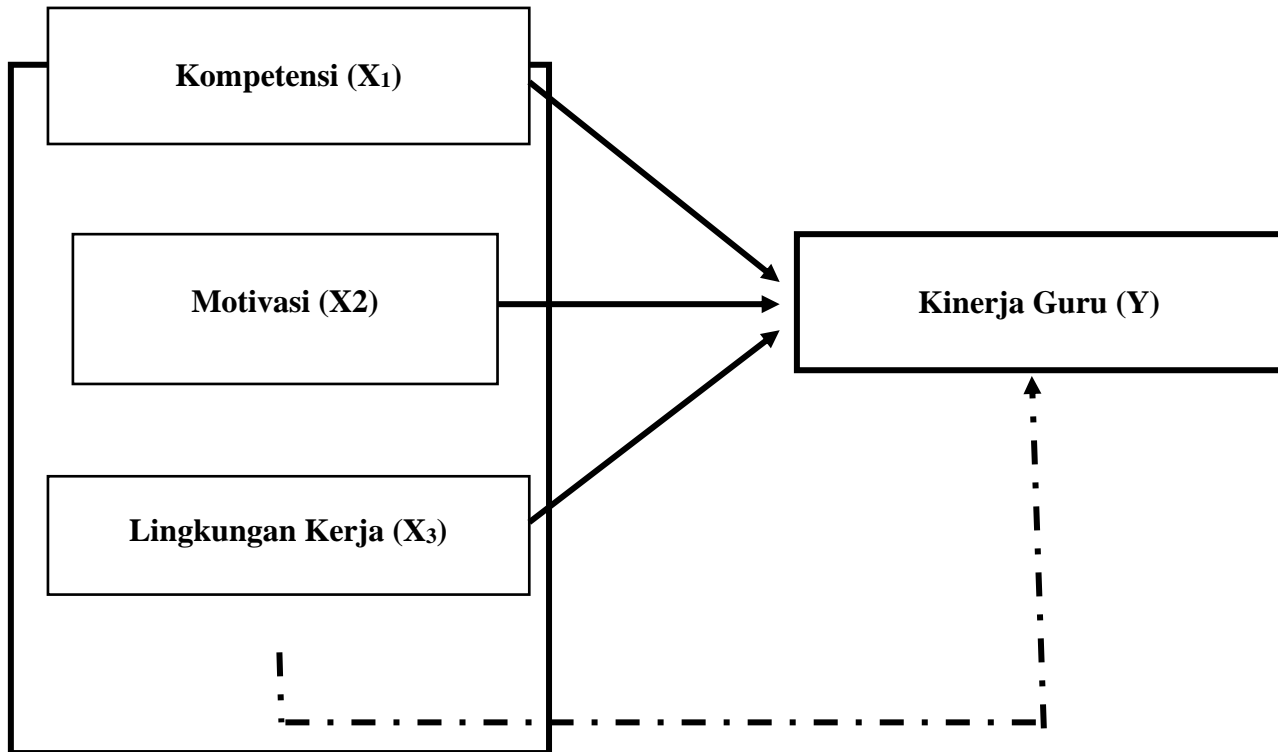 Kompetensi (X₁)
Motivasi (X2)
Kinerja Guru (Y)
Lingkungan Kerja (X₃)